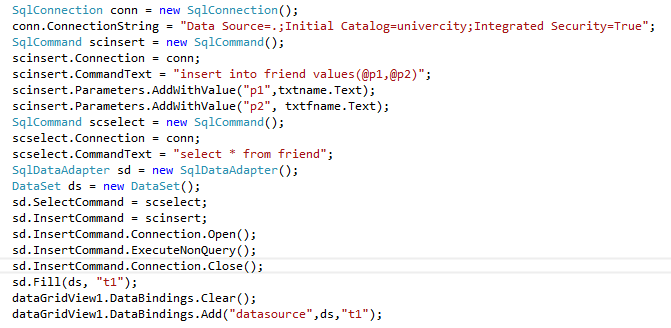 SqlConnection conn = new SqlConnection();
conn.ConnectionString = "Data Source=.;Initial Catalog=univercity;Integrated Security=True";
SqlCommand scinsert = new SqlCommand();
scinsert.Connection = conn;
scinsert.CommandText = "insert into friend values(@p1,@p2)";
scinsert.Parameters.AddWithValue("p1",txtname.Text);
scinsert.Parameters.AddWithValue("p2", txtfname.Text);
SqlCommand scselect = new SqlCommand();
scselect.Connection = conn;
scselect.CommandText = "select * from friend";
SqlDataAdapter sd = new SqlDataAdapter();
DataSet ds = new DataSet();
sd.SelectCommand = scselect;
sd.InsertCommand = scinsert;
sd.InsertCommand.Connection.Open();
sd.InsertCommand.ExecuteNonQuery();
sd.InsertCommand.Connection.Close();
sd.Fill(ds, "t1");
dataGridView1.DataBindings.Clear();
dataGridView1.DataBindings.Add("datasource",ds,"t1");